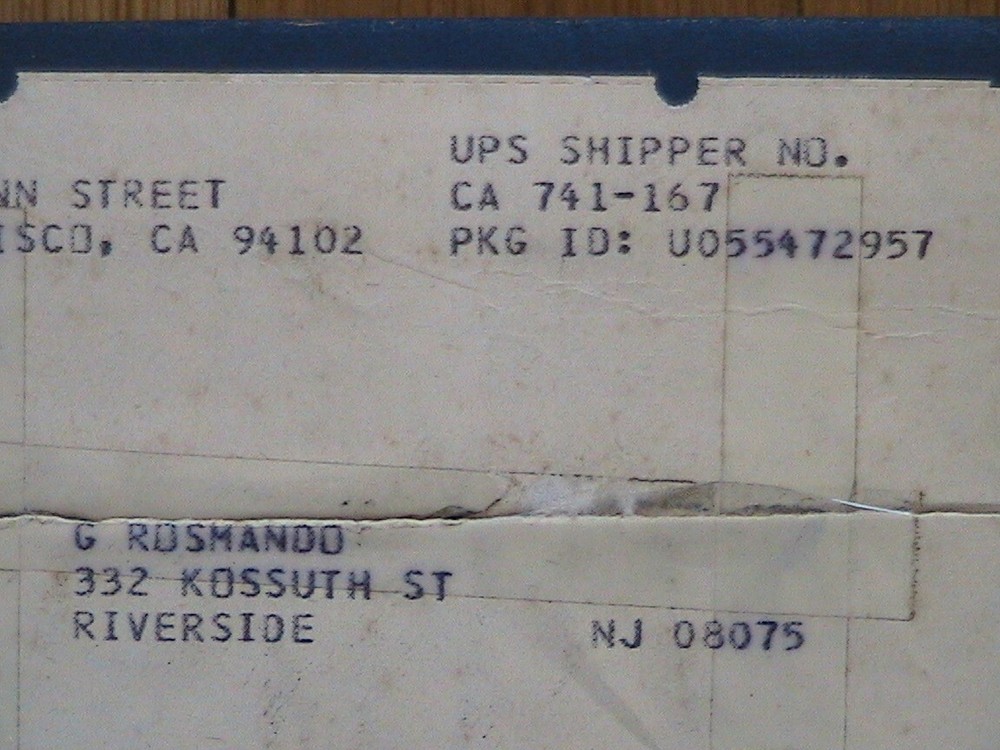 UPS SHIPPER NO.
NN STREET CA 741-167
ISCO, CA 94102 PKG ID: U055472957
G ROSMANDO
332 KOSSUTH ST
RIVERSIDE NJ 08075